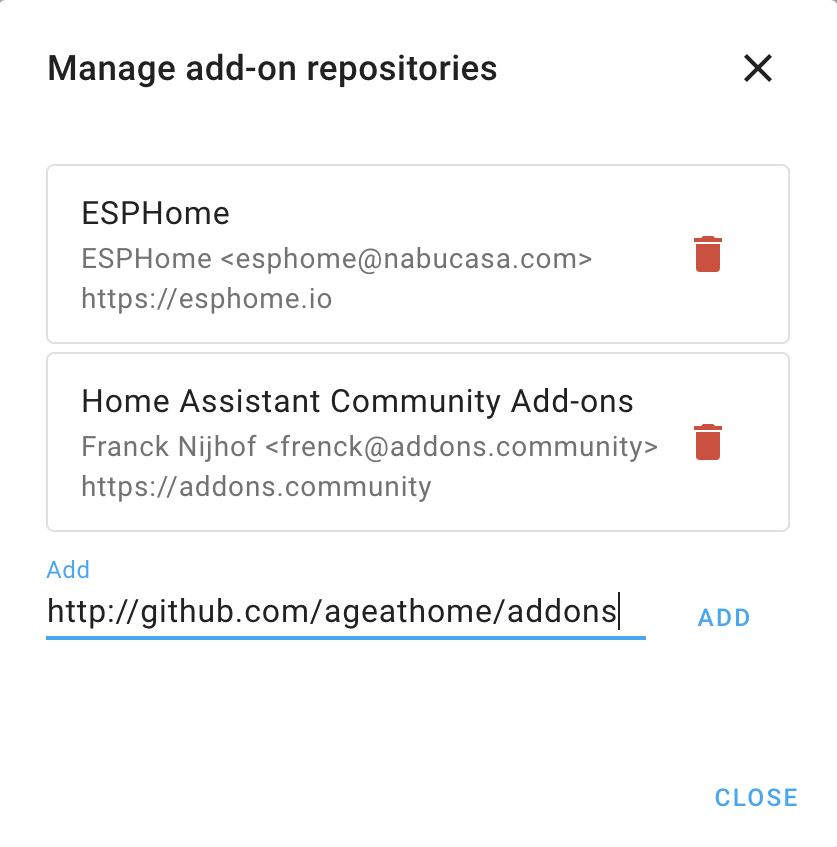 Manage add-on repositories
ESPHome
ESPHome <esphome@nabucasa.com>
https://esphome.io
Home Assistant Community Add-ons
Franck Nijhof <frenck@addons.community>
https://addons.community
Add
http://github.com/ageathome/addons
ADD
CLOSE